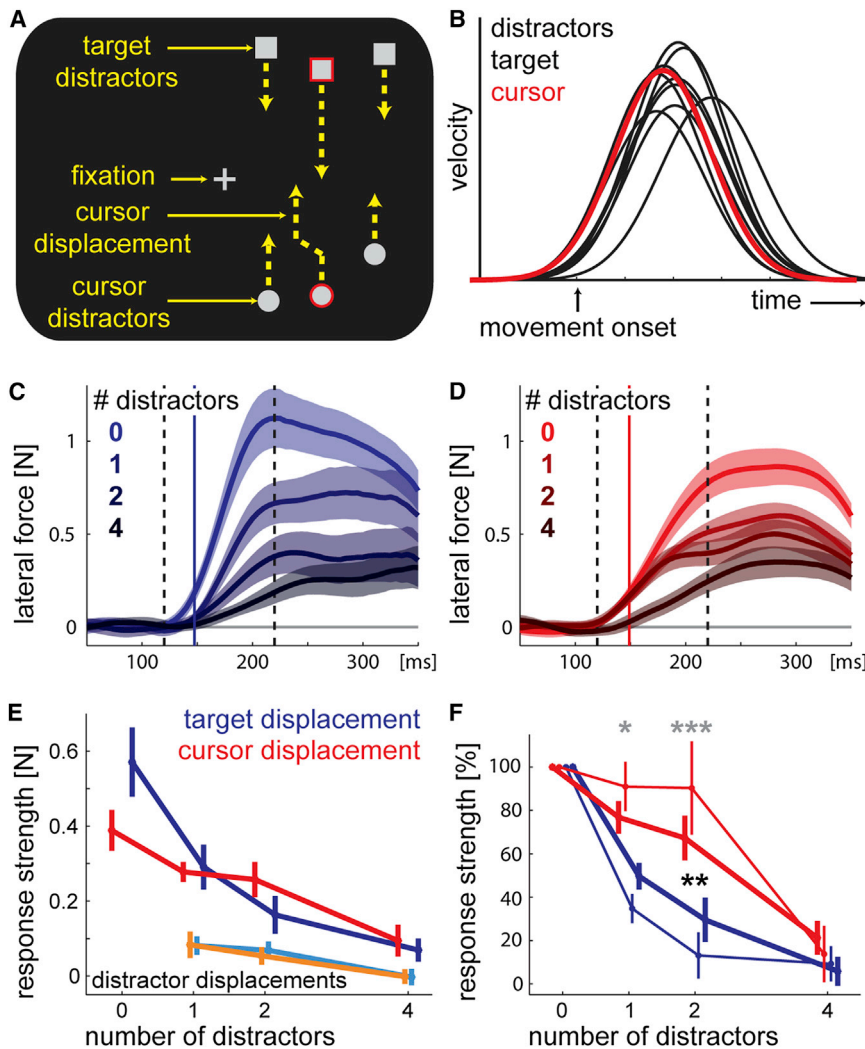 A
target
distractors
fixation
cursor
displacement
cursor
distractors
B
distractors
target
cursor
velocity
time
movement onset
C
# distractors
0
1
2
4
lateral force [N]
1
0.5
0
100
200
300
[ms]
D
# distractors
0
1
2
4
lateral force [N]
1
0.5
0
100
200
300
[ms]
E
target displacement
cursor displacement
response strength [N]
0.6
0.4
0.2
0
distractor displacements
0
1
2
4
number of distractors
F
*
***
**
response strength [%]
100
80
60
40
20
0
0
1
2
4
number of distractors